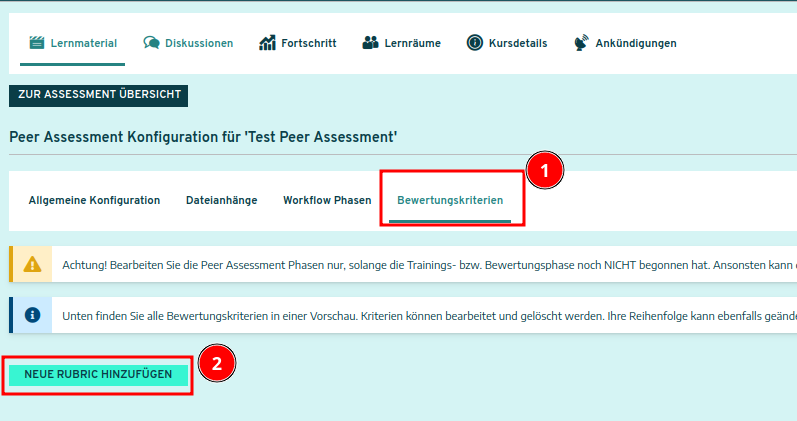 Lernmaterial Diskussionen Fortschritt Lernräume Kursdetails Ankündigungen
ZUR ASSESSMENT ÜBERSICHT
Peer Assessment Konfiguration für 'Test Peer Assessment'
1
Allgemeine Konfiguration Dateianhänge Workflow Phasen Bewertungskriterien
Achtung! Bearbeiten Sie die Peer Assessment Phasen nur, solange die Trainings- bzw. Bewertungsphase noch NICHT begonnen hat. Ansonsten kann
Unten finden Sie alle Bewertungskriterien in einer Vorschau. Kriterien können bearbeitet und gelöscht werden. Ihre Reihenfolge kann ebenfalls geände
2
NEUE RUBRIC HINZUFÜGEN